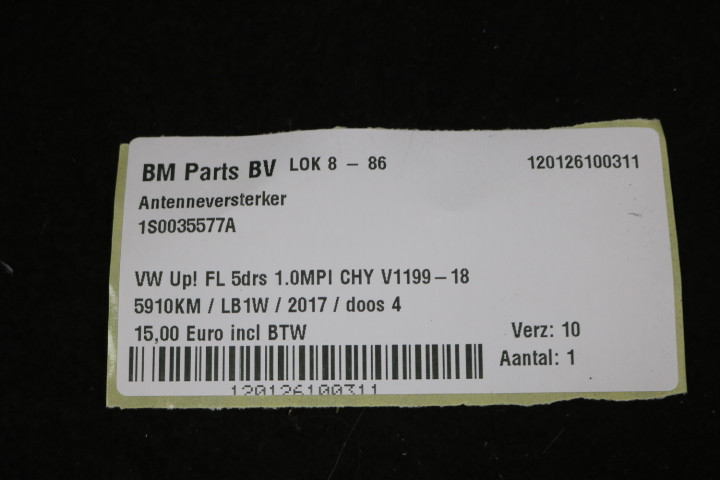 BM Parts BV LOK 8 - 86 120126100311
Antenneversterker
1S0035577A
VW Up! FL 5drs 1.0MPI CHY V1199-18
5910KM / LB1W / 2017 / doos 4
15,00 Euro incl BTW Verz: 10
Aantal: 1
120126100311